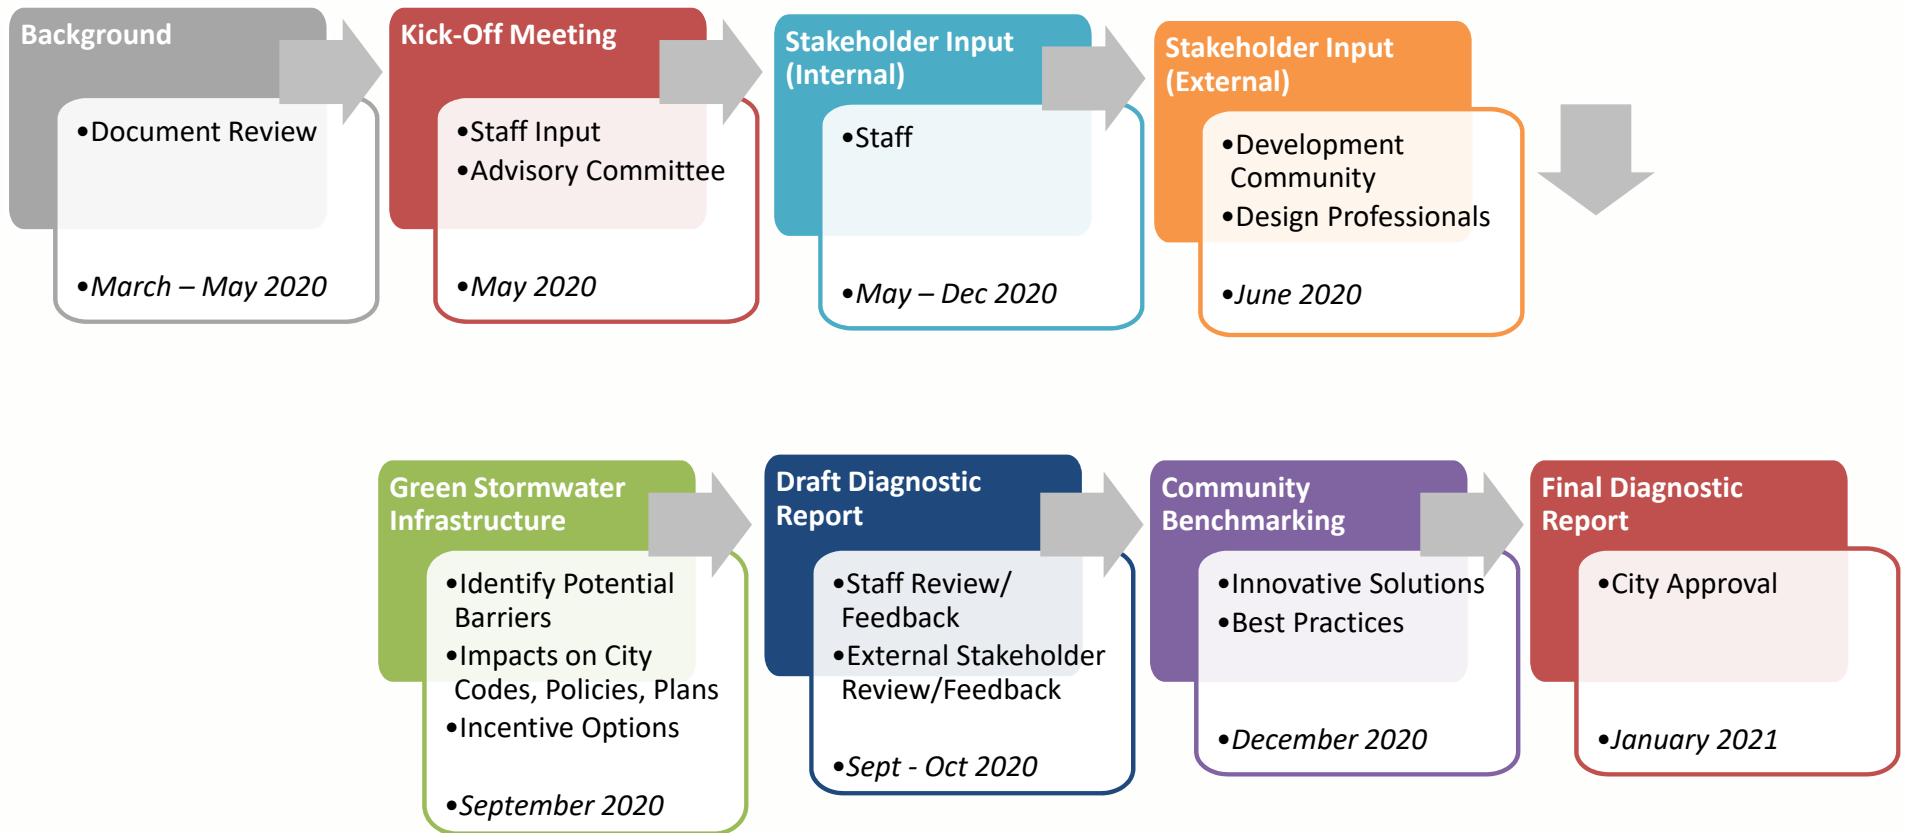 Background
•Document Review
•March – May 2020
Kick-Off Meeting
•Staff Input
•Advisory Committee
•May 2020
Stakeholder Input
(Internal)
•Staff
•May – Dec 2020
Stakeholder Input
(External)
•Development
Community
•Design Professionals
•June 2020
Green Stormwater
Infrastructure
•Identify Potential
Barriers
•Impacts on City
Codes, Policies, Plans
•Incentive Options
•September 2020
Draft Diagnostic
Report
•Staff Review/
Feedback
•External Stakeholder
Review/Feedback
•Sept - Oct 2020
Community
Benchmarking
•Innovative Solutions
•Best Practices
•December 2020
Final Diagnostic
Report
•City Approval
•January 2021